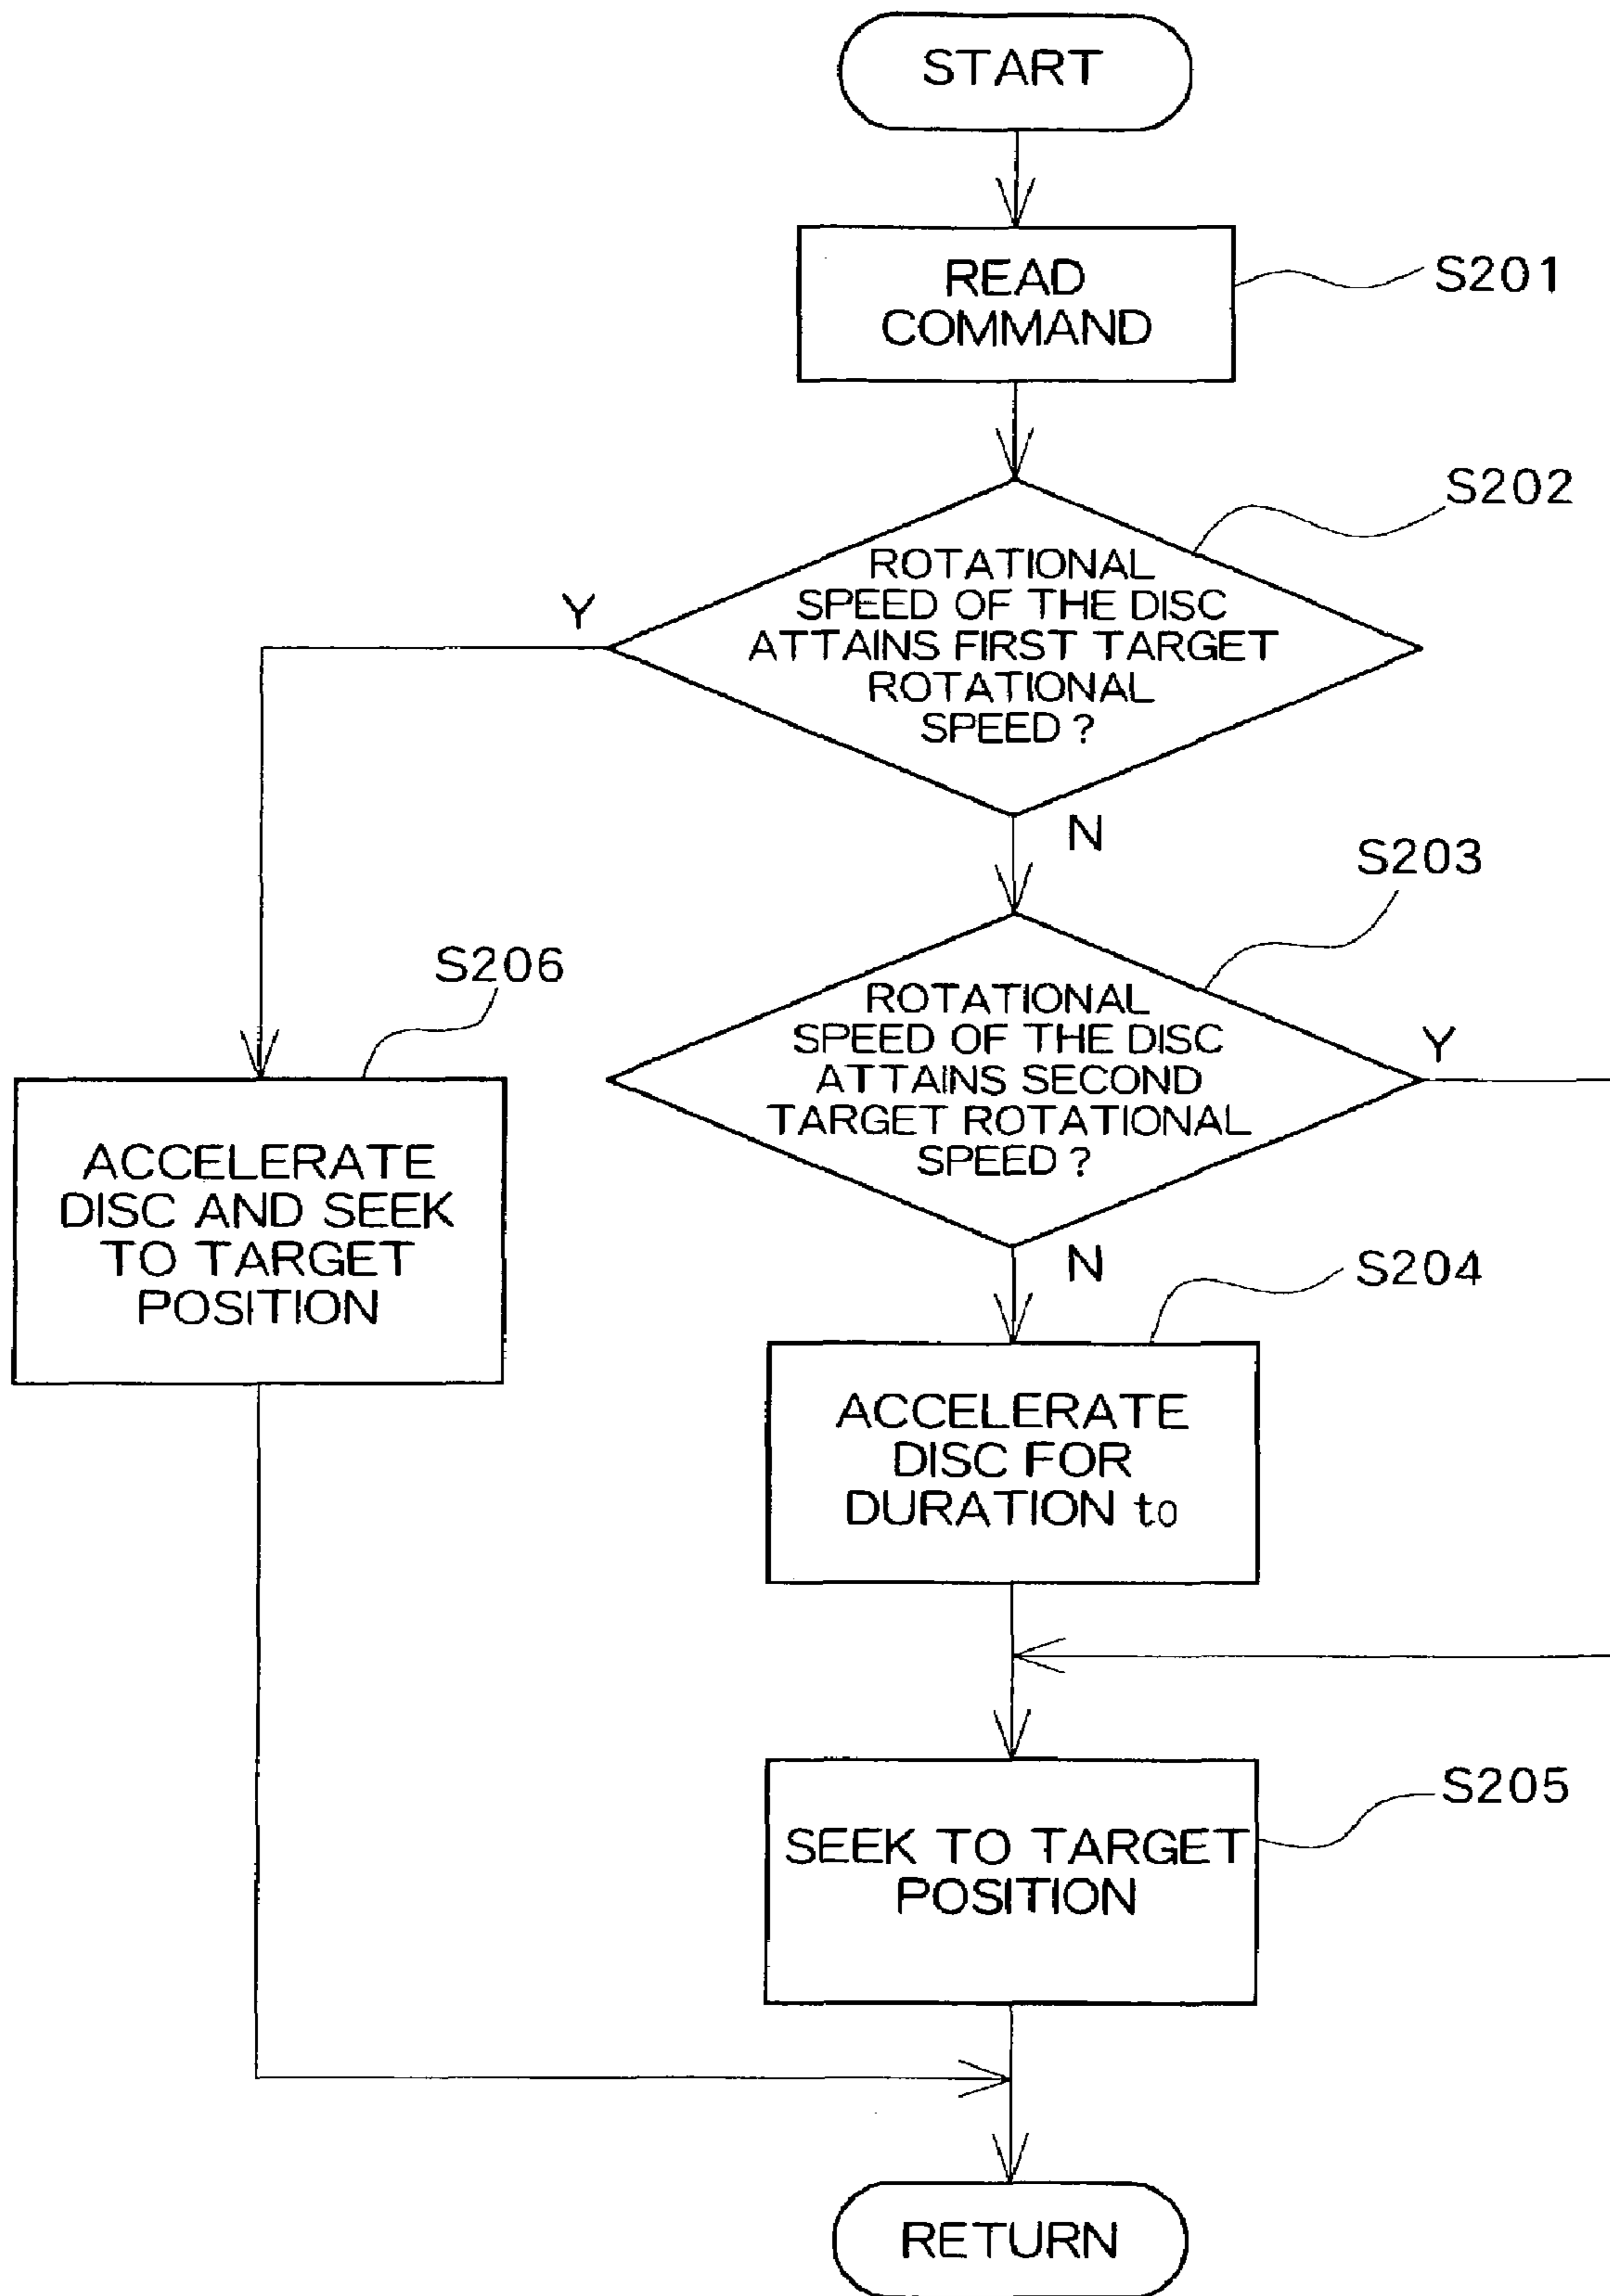 START
READ
COMMAND
S201
S202
ROTATIONAL
SPEED OF THE DISC
ATTAINS FIRST TARGET
ROTATIONAL
SPEED ?
Y
N
S203
ROTATIONAL
SPEED OF THE DISC
ATTAINS SECOND
TARGET ROTATIONAL
SPEED ?
Y
N
S206
ACCELERATE
DISC AND SEEK
TO TARGET
POSITION
S204
ACCELERATE
DISC FOR
DURATION to
S205
SEEK TO TARGET
POSITION
RETURN